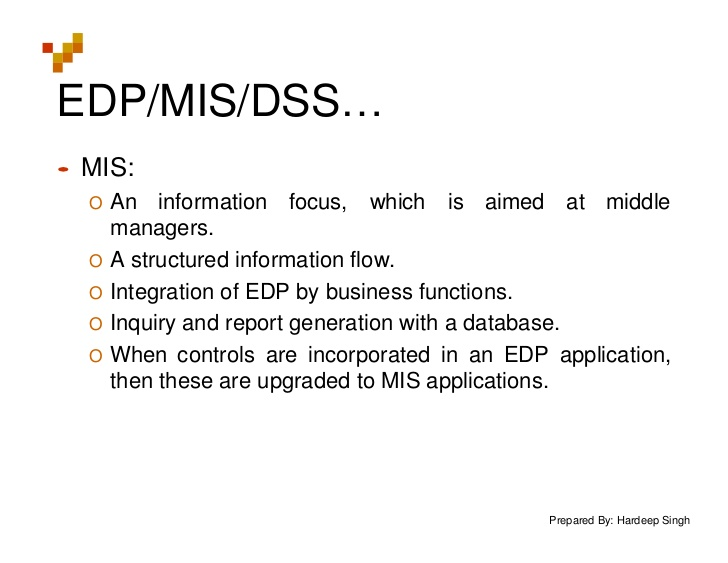 EDP/MIS/DSS…
- MIS:
o An information focus, which is aimed at middle
managers.
o A structured information flow.
o Integration of EDP by business functions.
o Inquiry and report generation with a database.
o When controls are incorporated in an EDP application,
then these are upgraded to MIS applications.
Prepared By: Hardeep Singh